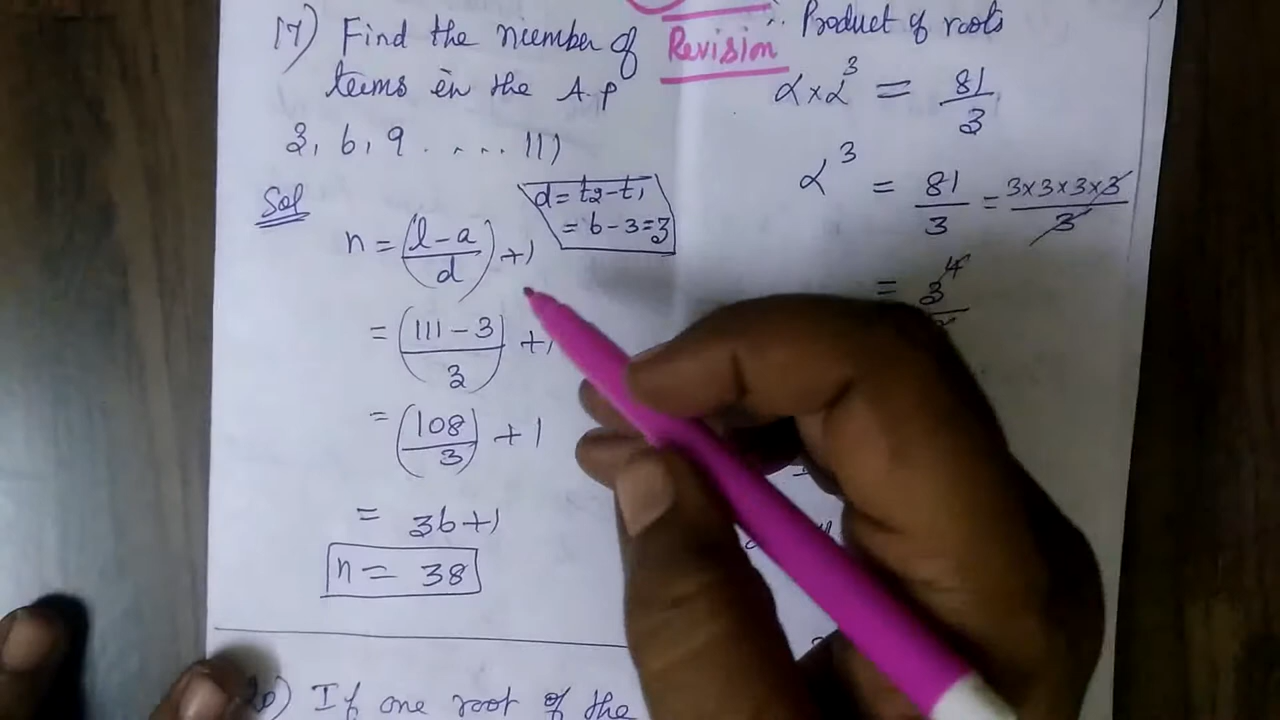 17) Find the number of
terms in the A.P
3, 6, 9 ..... 111
Sol
d = t2 - t1
= 6 - 3 = 3
n = (l - a / d) + 1
= (111 - 3 / 3) + 1
= (108 / 3) + 1
= 36 + 1
n = 38
20) If one root of the
Revision
∴ Product of roots
α × α³ = 81/3
α³ = 81/3 = 3×3×3×3/3
= 3⁴